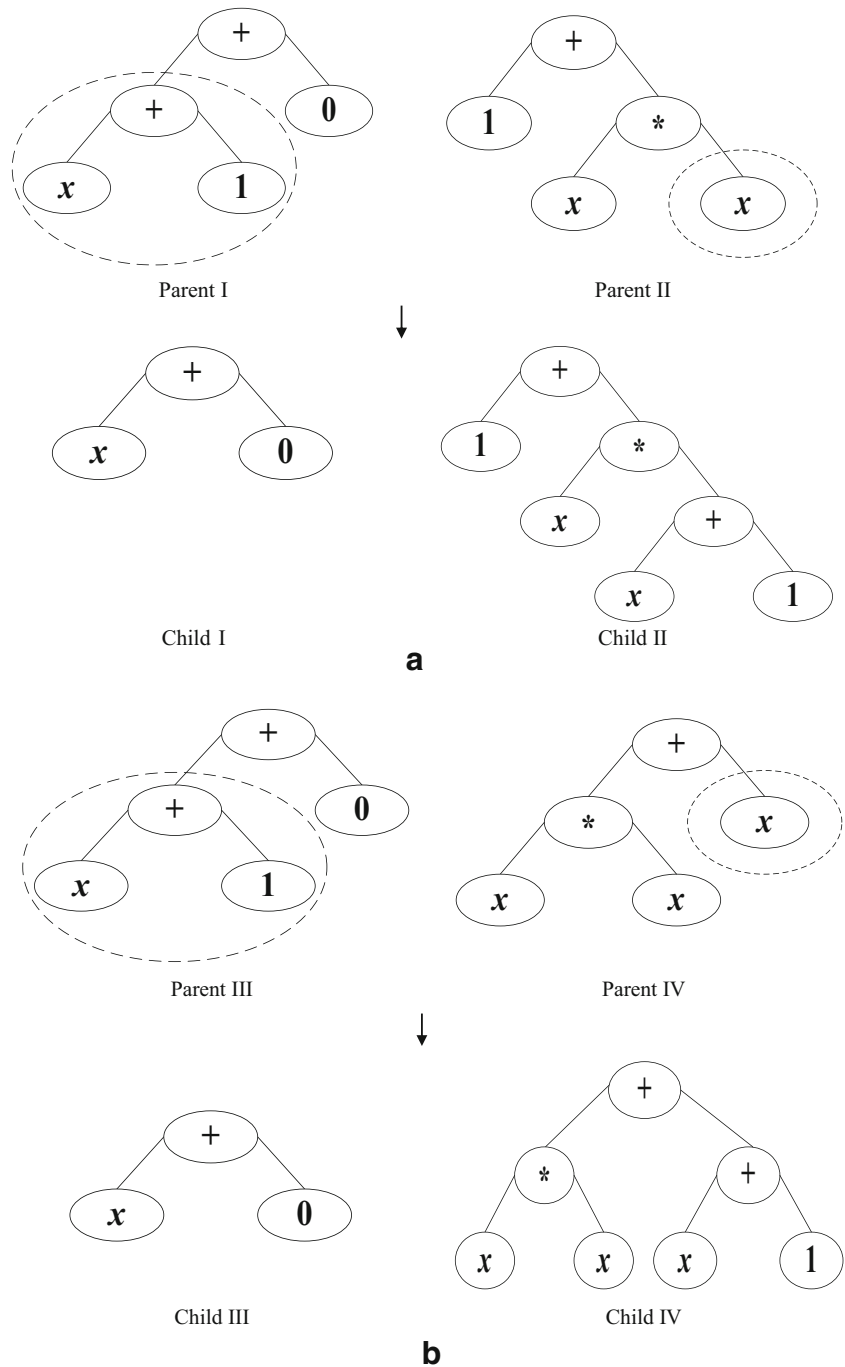 + +
+ 0 1 *
x 1 x x
Parent I Parent II
+ +
x 0 1 *
x +
x 1
Child I Child II
a
+ +
+ 0 * x
x 1 x x
Parent III Parent IV
+ +
x 0 * +
x x x 1
Child III Child IV
b